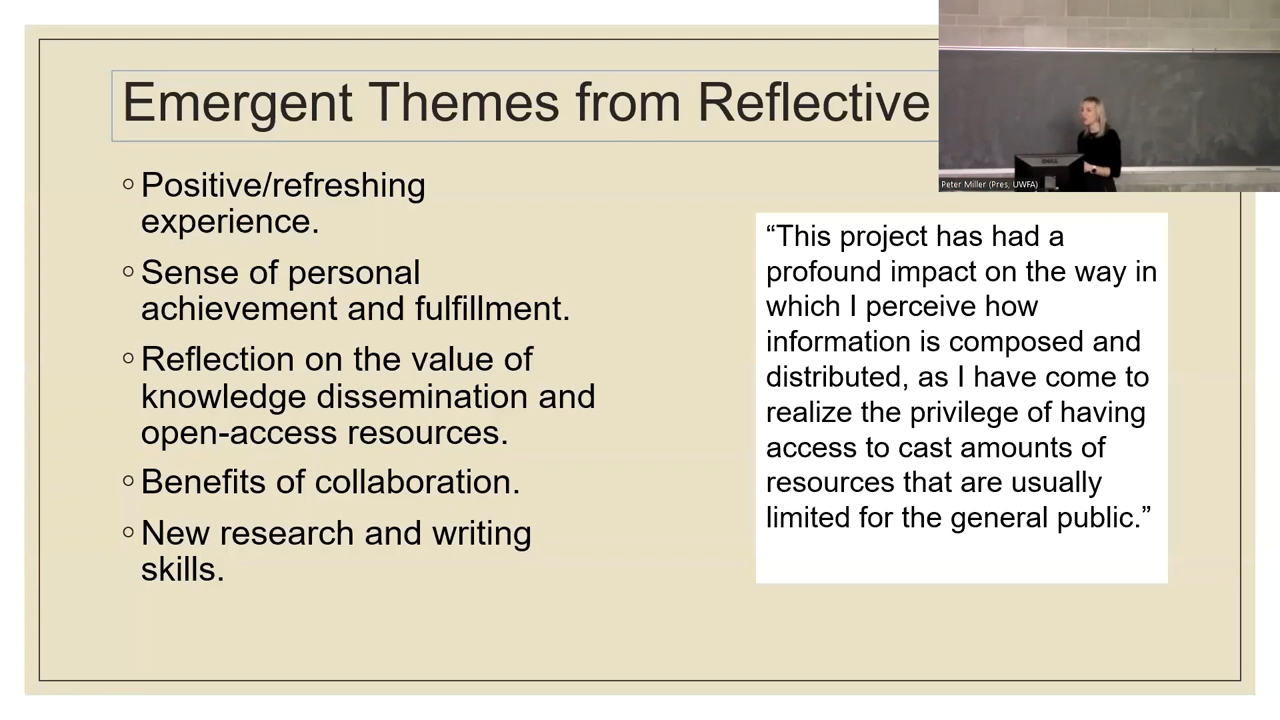 Emergent Themes from Reflective
Positive/refreshing
experience.
Sense of personal
achievement and fulfillment.
Reflection on the value of
knowledge dissemination and
open-access resources.
Benefits of collaboration.
New research and writing
skills.
“This project has had a
profound impact on the way in
which I perceive how
information is composed and
distributed, as I have come to
realize the privilege of having
access to cast amounts of
resources that are usually
limited for the general public.”
Peter Miller (Pres, UWFA)
DELL